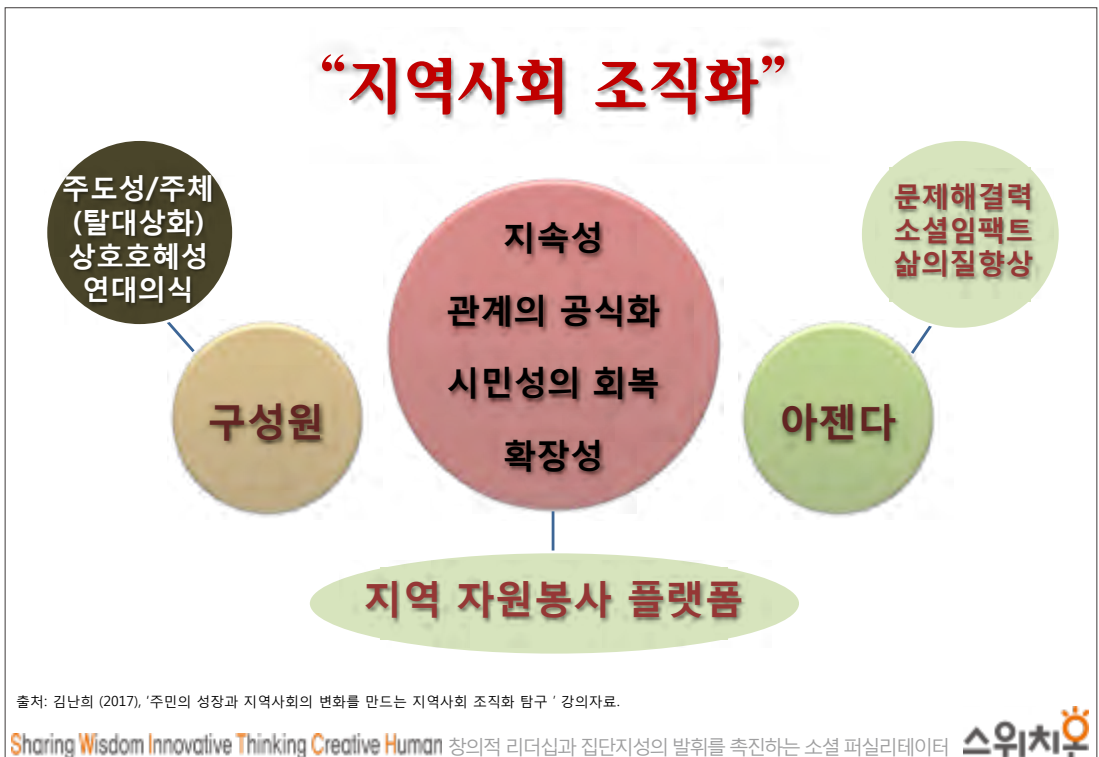 “지역사회 조직화”
주도성/주체
(탈대상화)
상호호혜성
연대의식
구성원
지속성
관계의 공식화
시민성의 회복
확장성
문제해결력
소셜임팩트
삶의질향상
아젠다
지역 자원봉사 플랫폼
출처: 김난희 (2017), ‘주민의 성장과 지역사회의 변화를 만드는 지역사회 조직화 탐구 ‘ 강의자료.
Sharing Wisdom Innovative Thinking Creative Human 창의적 리더십과 집단지성의 발휘를 촉진하는 소셜 퍼실리테이터 스위치온